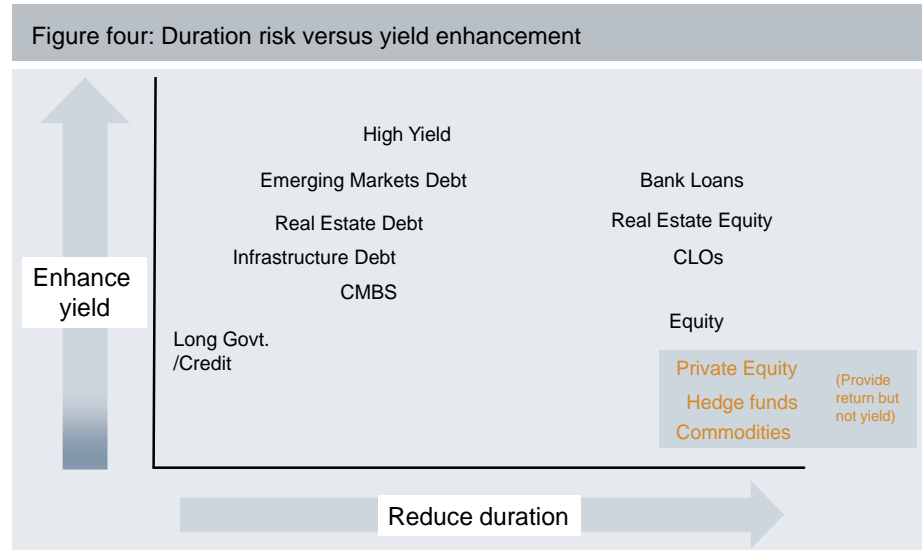 Figure four: Duration risk versus yield enhancement
High Yield
Emerging Markets Debt
Bank Loans
Real Estate Debt
Real Estate Equity
Infrastructure Debt
CLOs
Enhance
yield
CMBS
Equity
Long Govt.
/Credit
Private Equity
Hedge funds
Commodities
(Provide
return but
not yield)
Reduce duration